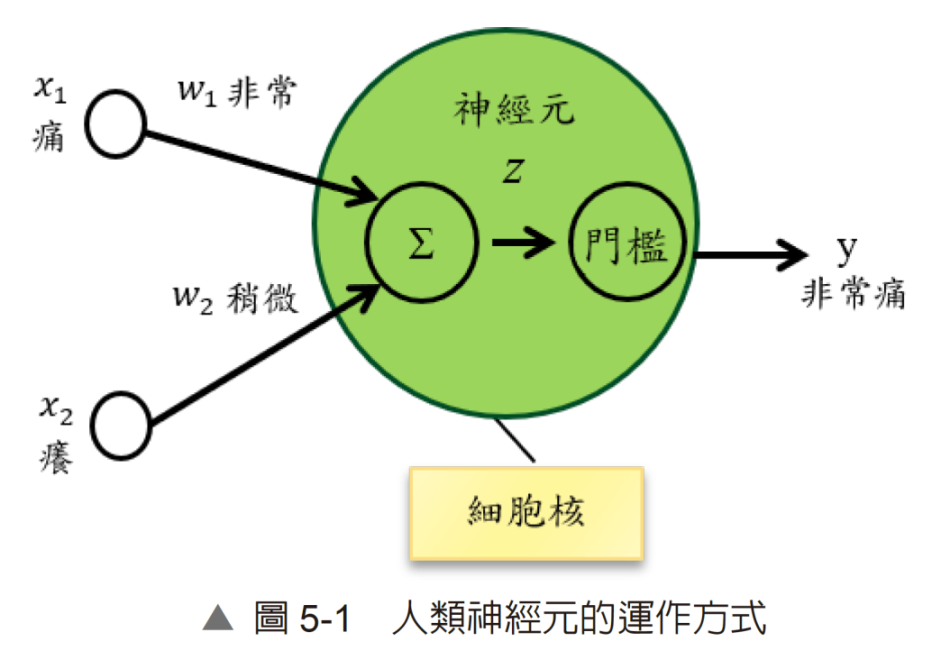 x₁
痛
w₁ 非常
神經元
z
Σ
門檻
y
非常痛
w₂ 稍微
x₂
癢
細胞核
▲ 圖 5-1 人類神經元的運作方式